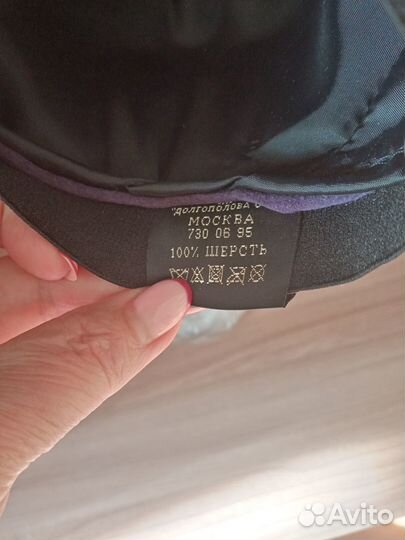 "ДОЛГОПОЛОВА С
МОСКВА
730 06 95
100% ШЕРСТЬ
Avito